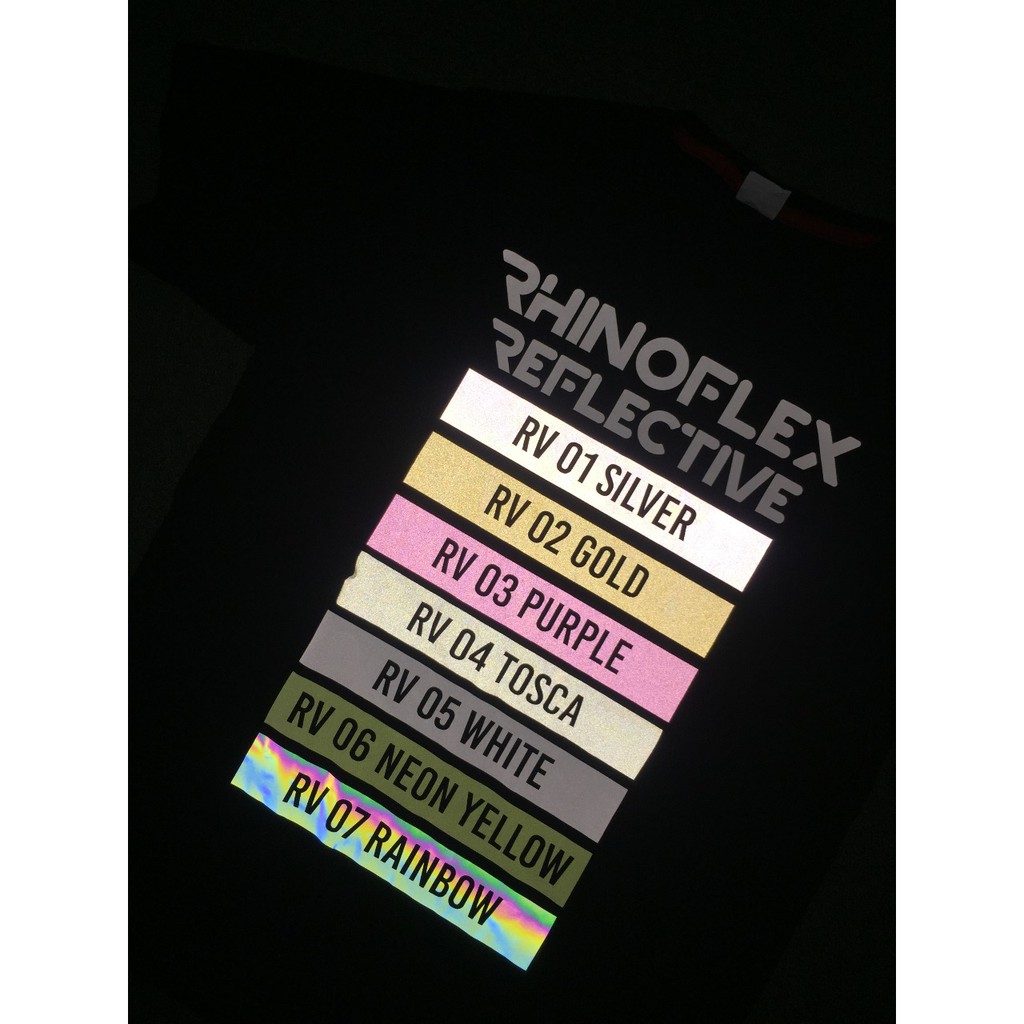 RHINOFLEX
REFLECTIVE
RV 01 SILVER
RV 02 GOLD
RV 03 PURPLE
RV 04 TOSCA
RV 05 WHITE
RV 06 NEON YELLOW
RV 07 RAINBOW